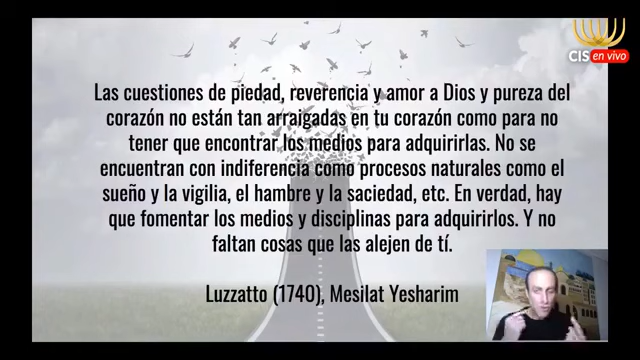 CIS en vivo
Las cuestiones de piedad, reverencia y amor a Dios y pureza del
corazón no están tan arraigadas en tu corazón como para no
tener que encontrar los medios para adquirirlas. No se
encuentran con indiferencia como procesos naturales como el
sueño y la vigilia, el hambre y la saciedad, etc. En verdad, hay
que fomentar los medios y disciplinas para adquirirlos. Y no
faltan cosas que las alejen de tí.
Luzzatto (1740), Mesilat Yesharim